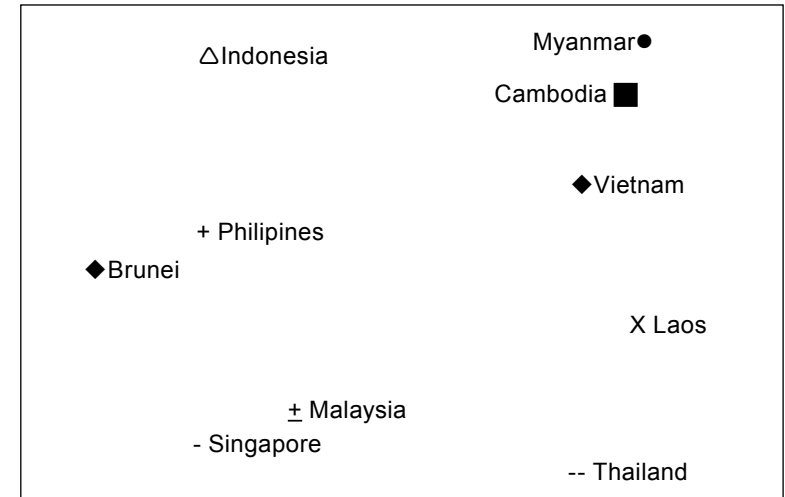 △Indonesia
Myanmar●
Cambodia ■
◆Vietnam
+ Philipines
◆Brunei
X Laos
± Malaysia
- Singapore
-- Thailand